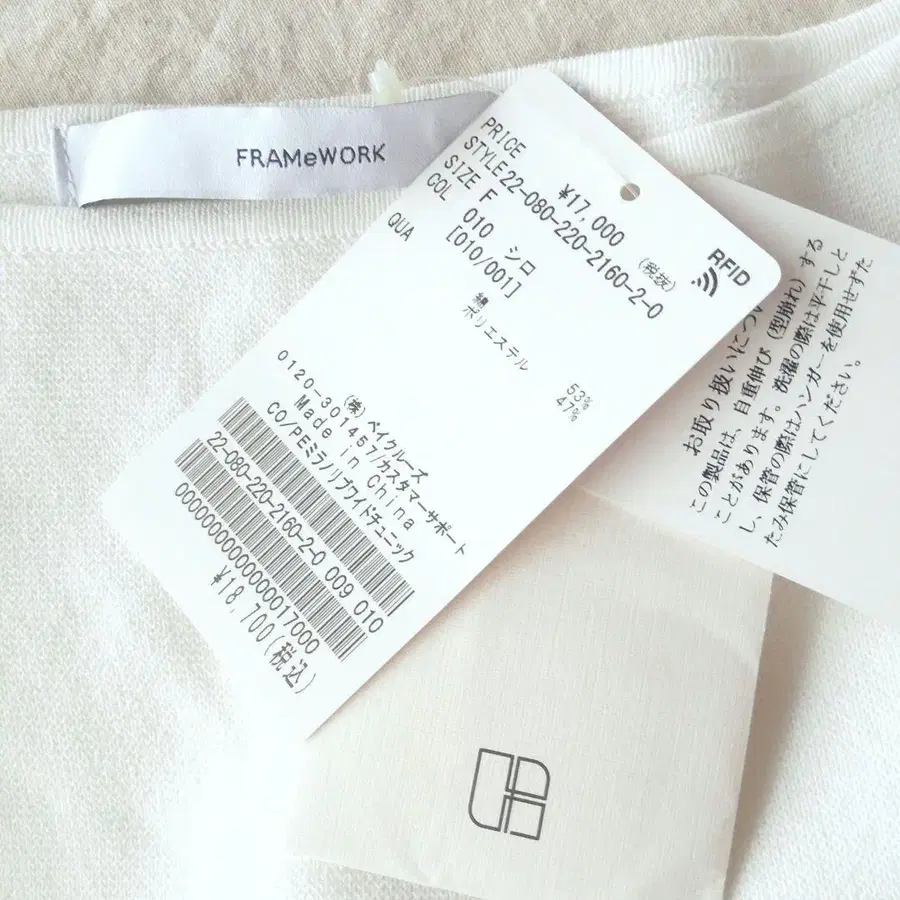 FRAMeWORK
PRICE ¥17,000 (税抜)
STYLE 22-080-220-2160-2-0
SIZE F
COL 010 シロ
[010/001]
QUA
綿 53%
ポリエステル 47%
RFID
(株) ベイクルーズ
0120-301457/カスタマーサポート
Made in China
CO/PEミラノリブワイドチュニック
22-080-220-2160-2-0 009 010
00000000000000017000
¥18,700(税込)
お取り扱いについ
この製品は、自重伸び (型崩れ) する
ことがあります。洗濯の際は平干しと
し、保管の際はハンガーを使用せずた
たみ保管にしてください。